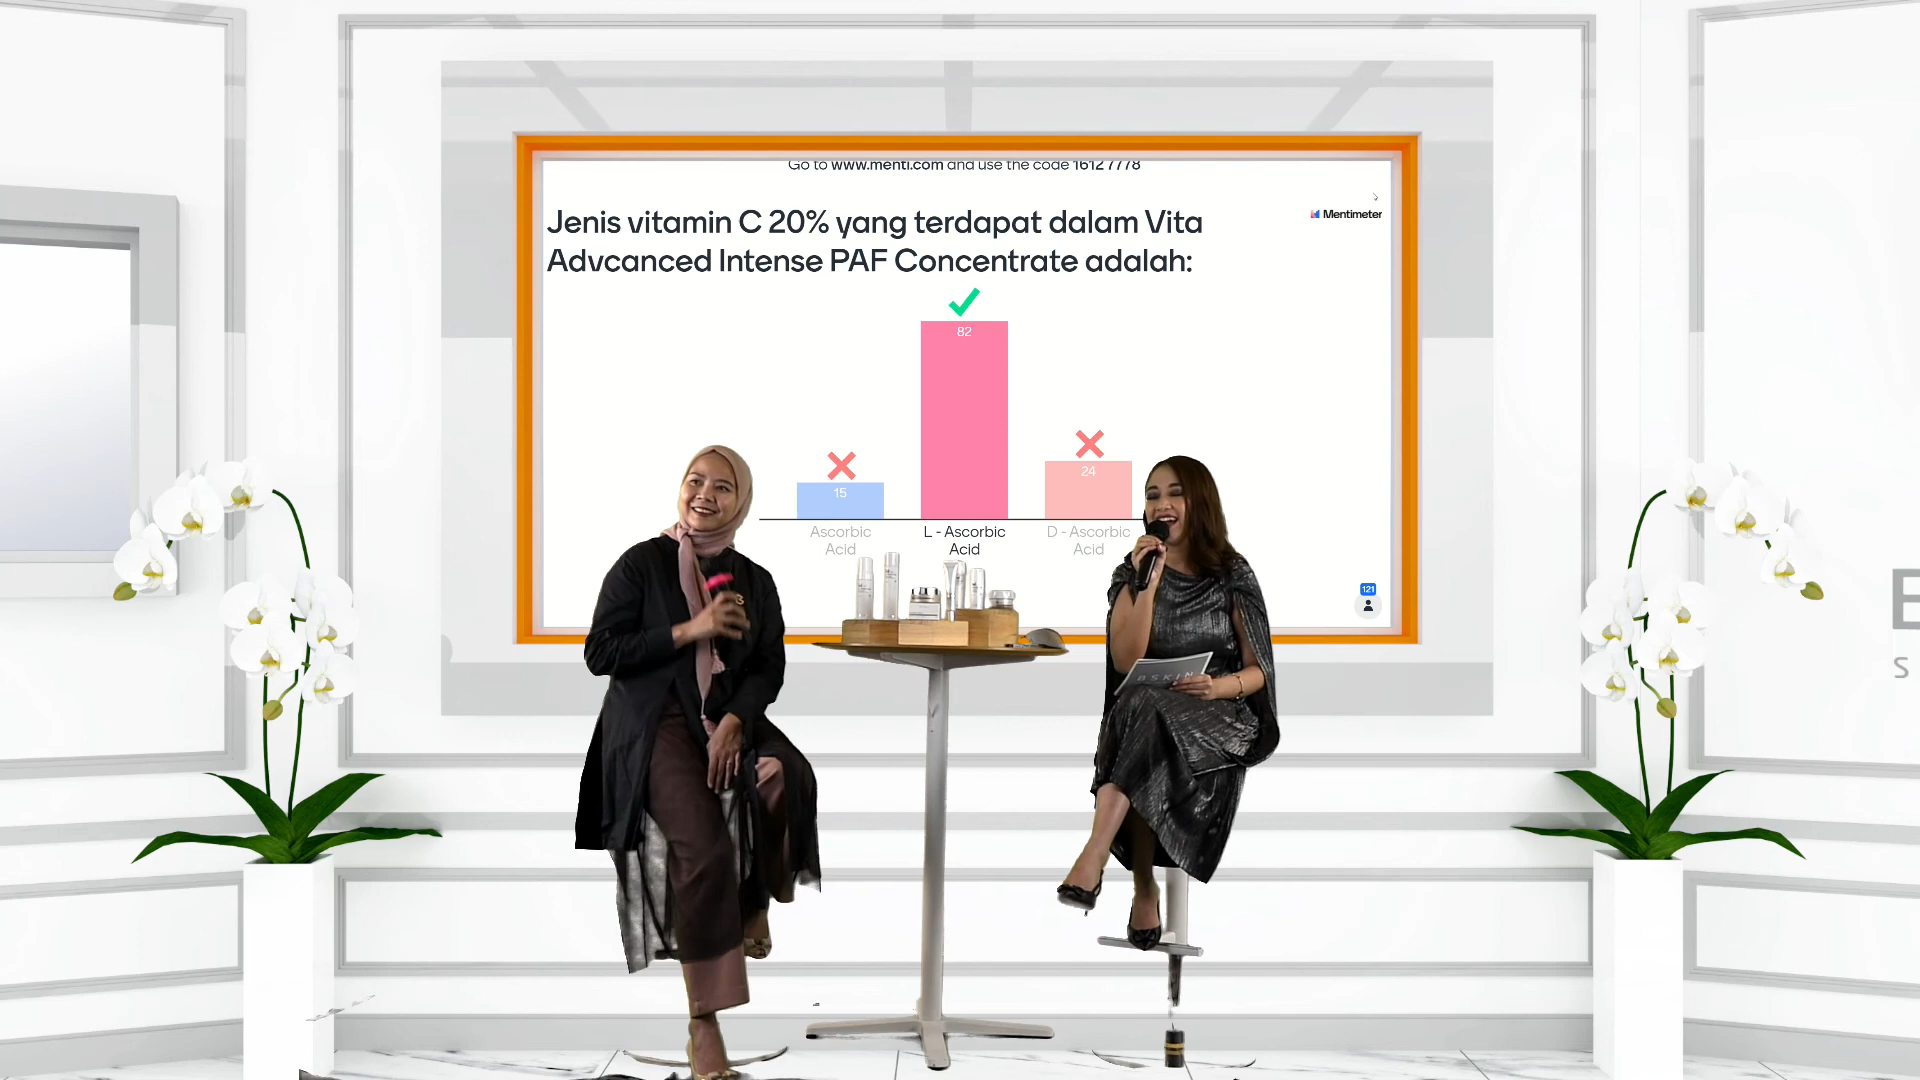 Go to www.menti.com and use the code 1612 7778
Mentimeter
Jenis vitamin C 20% yang terdapat dalam Vita
Advcanced Intense PAF Concentrate adalah:
82
24
15
Ascorbic
Acid
L - Ascorbic
Acid
D - Ascorbic
Acid
121
BSKIN